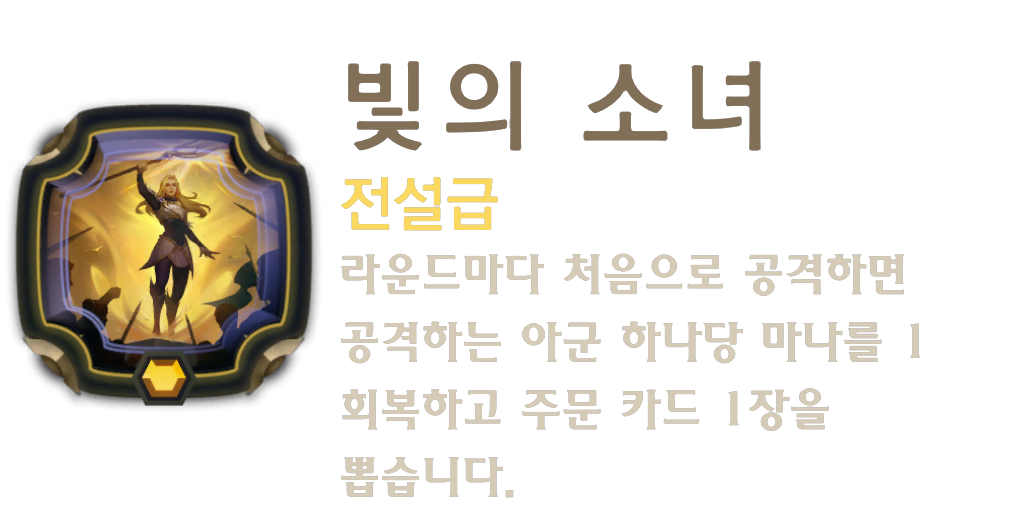 빛의 소녀
전설급
라운드마다 처음으로 공격하면
공격하는 아군 하나당 마나를 1
회복하고 주문 카드 1장을
뽑습니다.